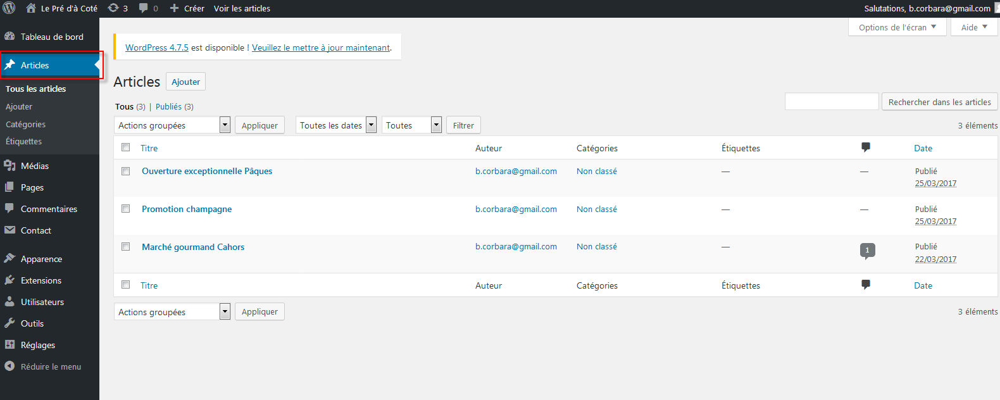 Le Pré d'à Coté 3 0 Créer Voir les articles Salutations, b.corbara@gmail.com
Options de l'écran Aide
Tableau de bord
Articles
Tous les articles
Ajouter
Catégories
Étiquettes
Médias
Pages
Commentaires
Contact
Apparence
Extensions
Utilisateurs
Outils
Réglages
Réduire le menu
WordPress 4.7.5 est disponible ! Veuillez le mettre à jour maintenant.
Articles Ajouter
Tous (3) | Publiés (3)
Rechercher dans les articles
Actions groupées Appliquer Toutes les dates Toutes Filtrer 3 éléments
Titre Auteur Catégories Étiquettes Date
Ouverture exceptionnelle Pâques b.corbara@gmail.com Non classé — — Publié
25/03/2017
Promotion champagne b.corbara@gmail.com Non classé — — Publié
25/03/2017
Marché gourmand Cahors b.corbara@gmail.com Non classé — 1 Publié
22/03/2017
Titre Auteur Catégories Étiquettes Date
Actions groupées Appliquer 3 éléments